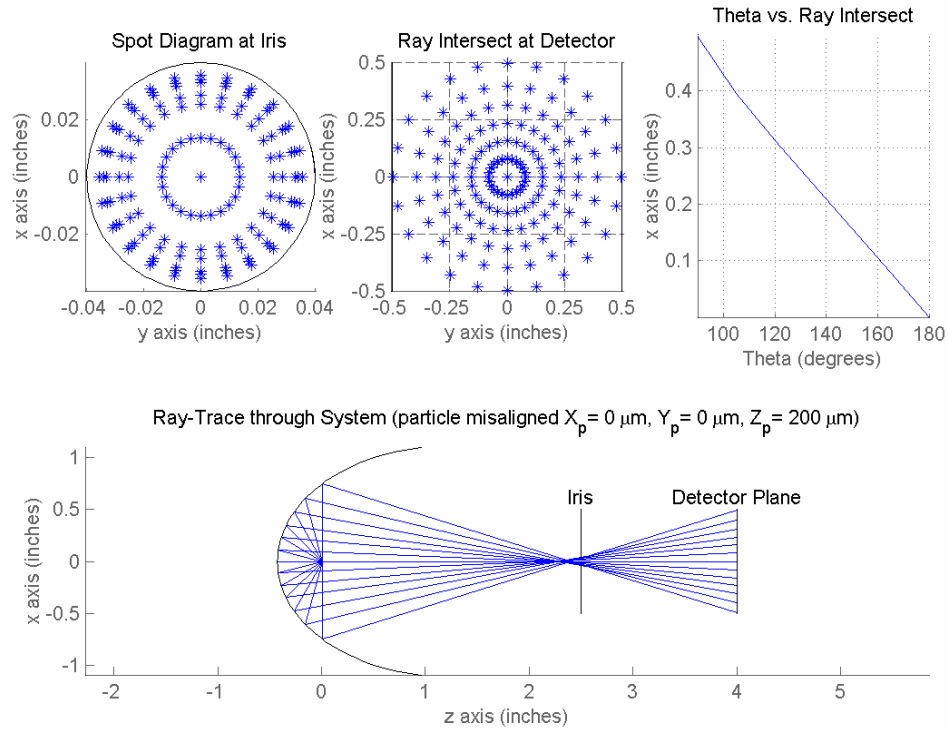 Spot Diagram at Iris
0.02
0
-0.02
x axis (inches)
-0.04 -0.02 0 0.02 0.04
y axis (inches)
Ray Intersect at Detector
0.5
0.25
0
-0.25
-0.5
x axis (inches)
-0.5 -0.25 0 0.25 0.5
y axis (inches)
Theta vs. Ray Intersect
0.4
0.3
0.2
0.1
x axis (inches)
100 120 140 160 180
Theta (degrees)
Ray-Trace through System (particle misaligned Xp= 0 μm, Yp= 0 μm, Zp= 200 μm)
1
0.5
0
-0.5
-1
x axis (inches)
Iris
Detector Plane
-2 -1 0 1 2 3 4 5
z axis (inches)